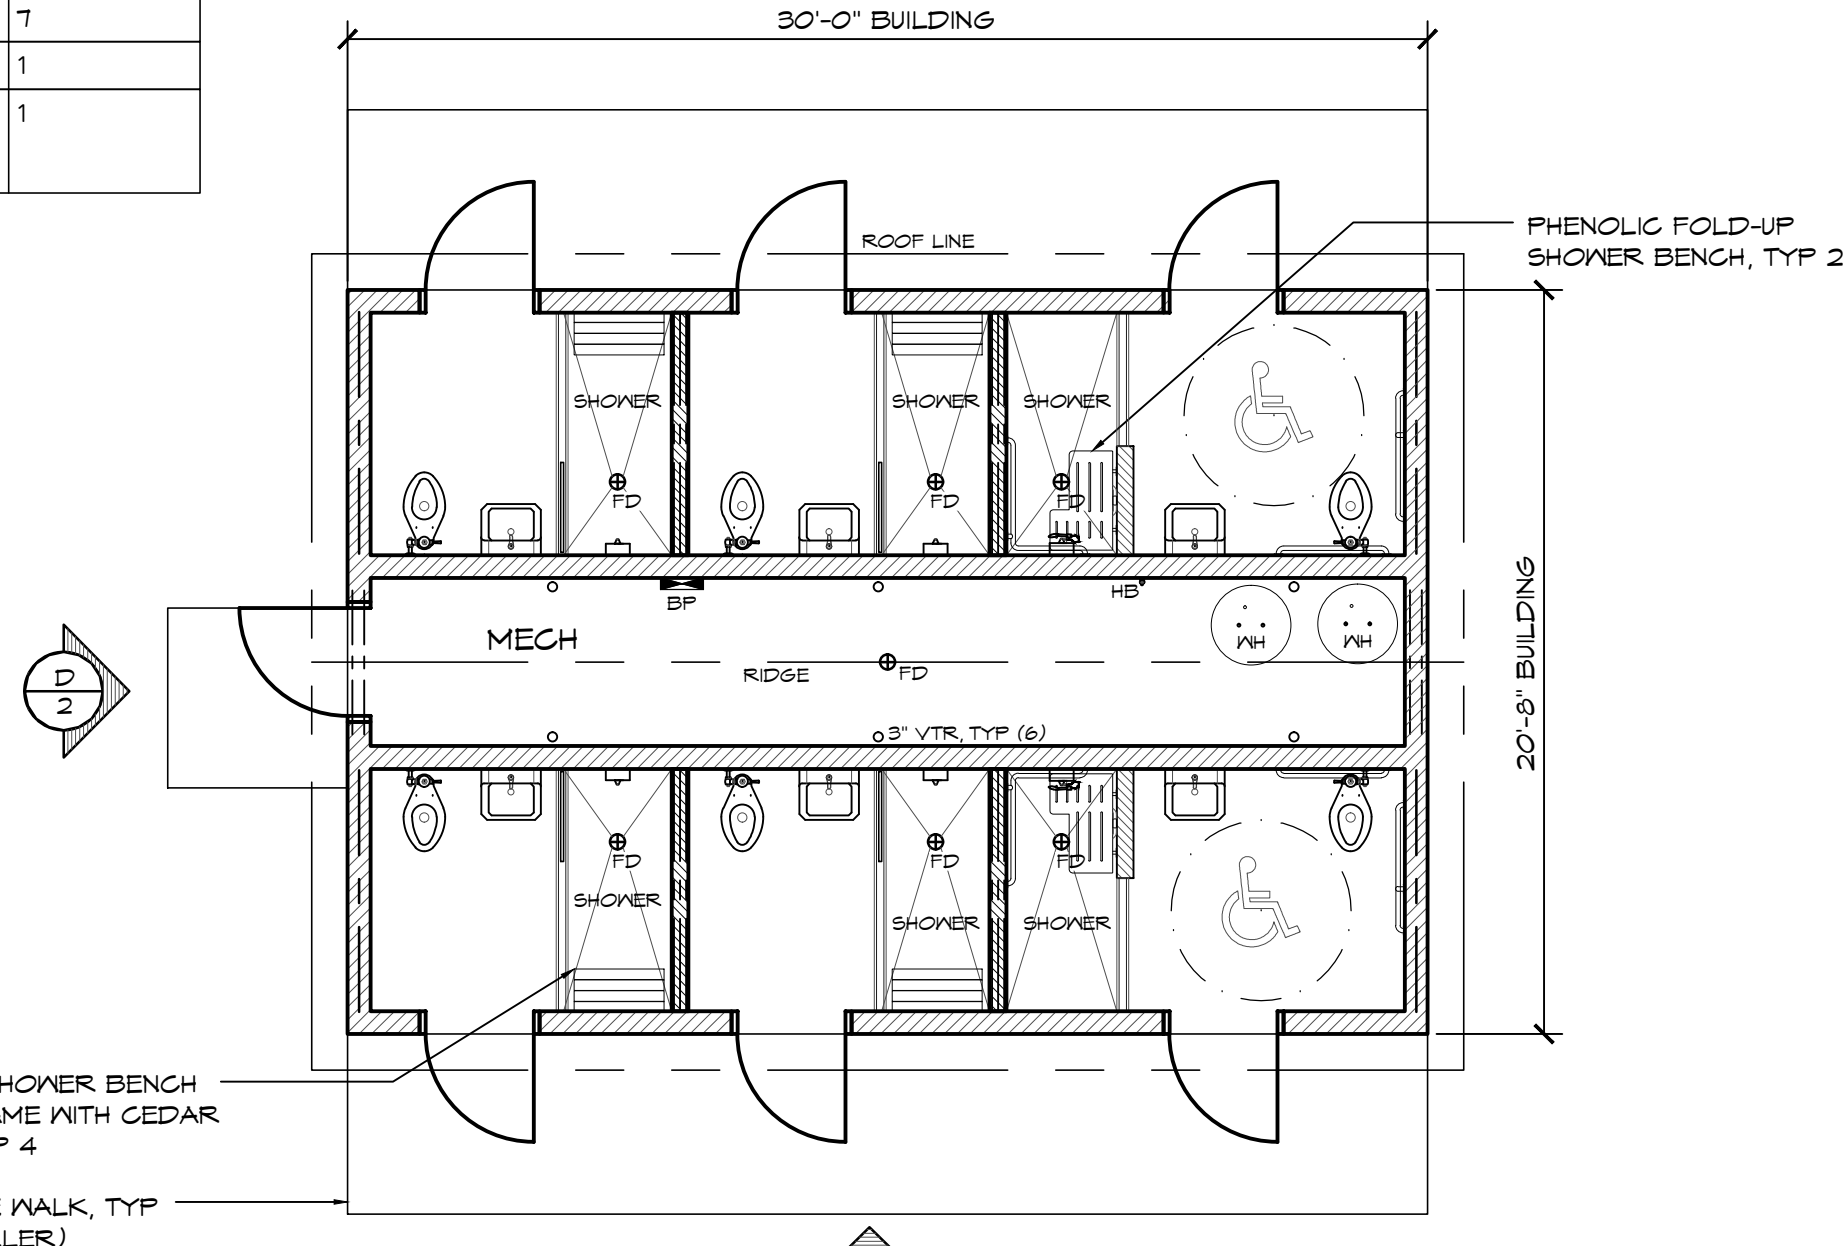 7
1
1
30'-0" BUILDING
ROOF LINE
PHENOLIC FOLD-UP
SHOWER BENCH, TYP 2
SHOWER
SHOWER
SHOWER
FD
FD
FD
BP
HB
MECH
WH
WH
RIDGE
FD
3" VTR, TYP (6)
D
2
20'-8" BUILDING
FD
FD
FD
SHOWER
SHOWER
SHOWER
HOWER BENCH
AME WITH CEDAR
P 4
E WALK, TYP
LLER)